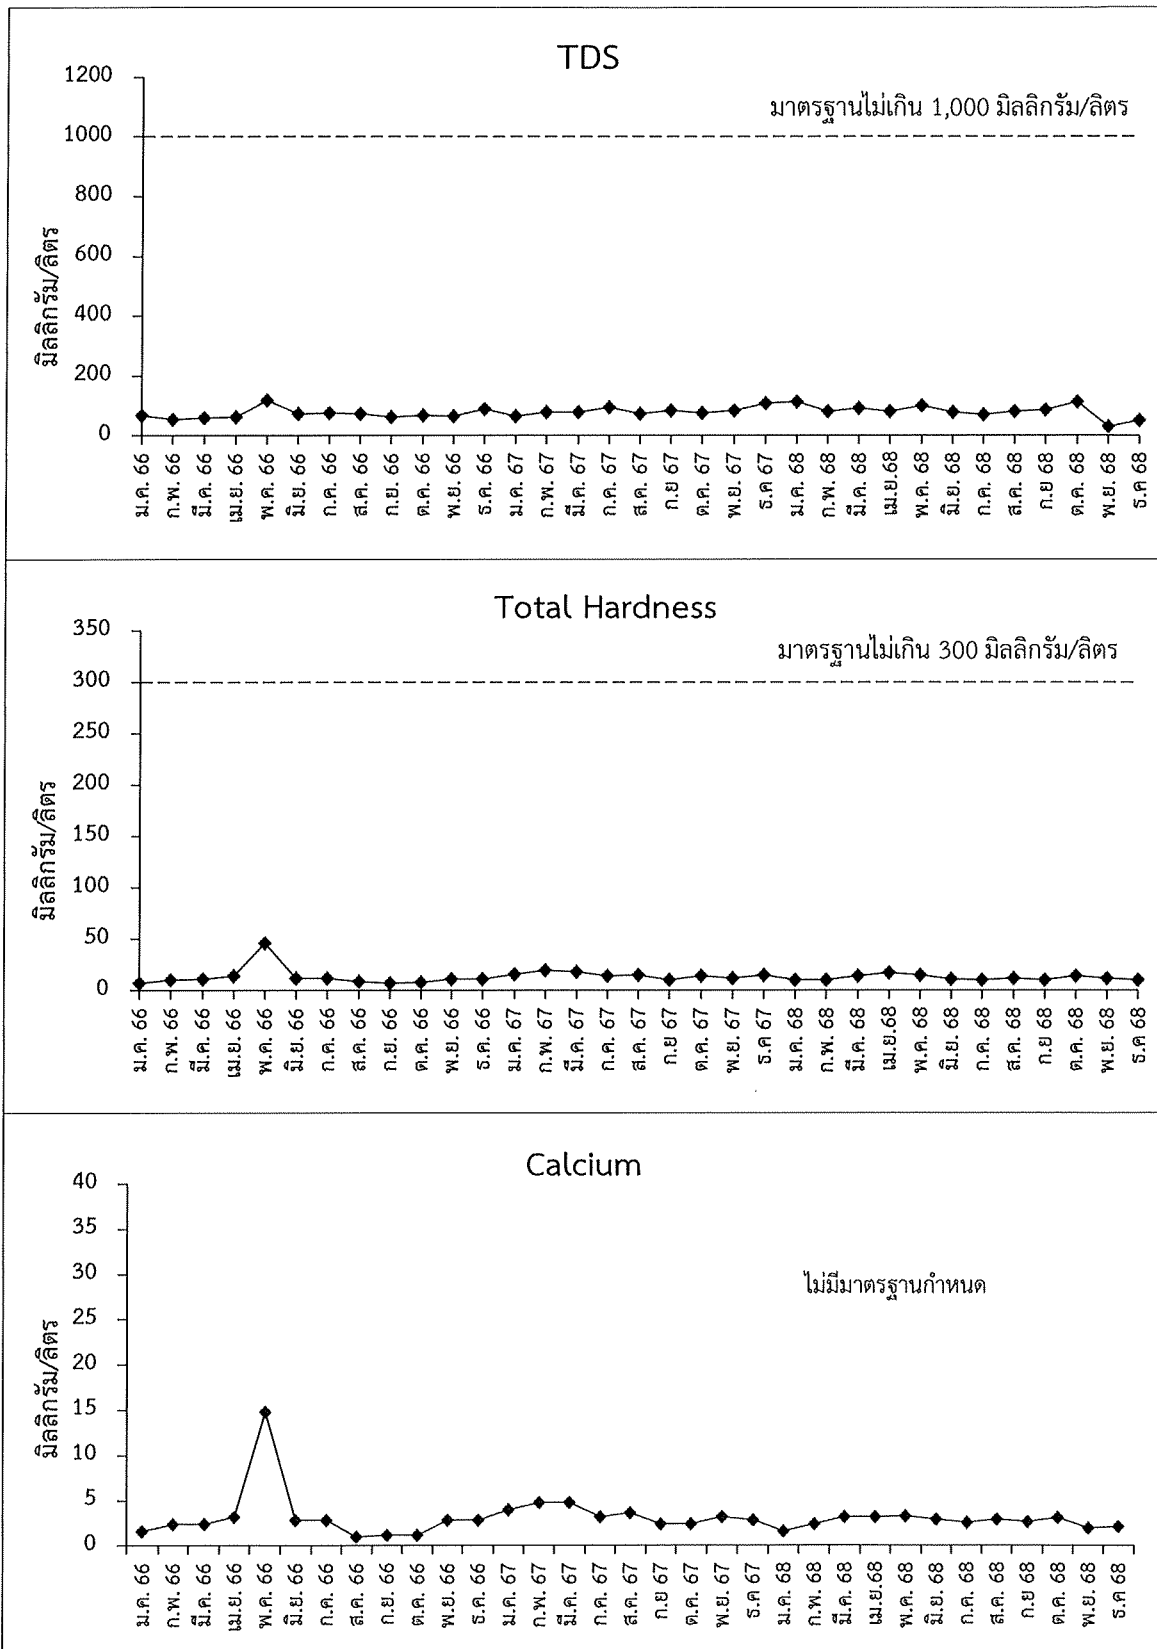 TDS
มาตรฐานไม่เกิน 1,000 มิลลิกรัม/ลิตร
มิลลิกรัม/ลิตร
1200
1000
800
600
400
200
0
ม.ค. 66
ก.พ. 66
มี.ค. 66
เม.ย. 66
พ.ค. 66
มิ.ย. 66
ก.ค. 66
ส.ค. 66
ก.ย. 66
ต.ค. 66
พ.ย. 66
ธ.ค. 66
ม.ค 67
ก.พ. 67
มี.ค. 67
ก.ค. 67
ส.ค. 67
ก.ย 67
ต.ค. 67
พ.ย. 67
ธ.ค 67
ม.ค. 68
ก.พ. 68
มี.ค. 68
เม.ย.68
พ.ค. 68
มิ.ย. 68
ก.ค. 68
ส.ค. 68
ก.ย 68
ต.ค. 68
พ.ย. 68
ธ.ค 68
Total Hardness
มาตรฐานไม่เกิน 300 มิลลิกรัม/ลิตร
มิลลิกรัม/ลิตร
350
300
250
200
150
100
50
0
ม.ค. 66
ก.พ. 66
มี.ค. 66
เม.ย. 66
พ.ค. 66
มิ.ย. 66
ก.ค. 66
ส.ค. 66
ก.ย. 66
ต.ค. 66
พ.ย. 66
ธ.ค. 66
ม.ค. 67
ก.พ. 67
มี.ค. 67
ก.ค. 67
ส.ค. 67
ก.ย 67
ต.ค. 67
พ.ย. 67
ธ.ค 67
ม.ค. 68
ก.พ. 68
มี.ค. 68
เม.ย.68
พ.ค. 68
มิ.ย. 68
ก.ค. 68
ส.ค. 68
ก.ย 68
ต.ค. 68
พ.ย. 68
ธ.ค 68
Calcium
ไม่มีมาตรฐานกำหนด
มิลลิกรัม/ลิตร
40
35
30
25
20
15
10
5
0
ม.ค. 66
ก.พ. 66
มี.ค. 66
เม.ย. 66
พ.ค. 66
มิ.ย. 66
ก.ค. 66
ส.ค. 66
ก.ย. 66
ต.ค. 66
พ.ย. 66
ธ.ค. 66
ม.ค. 67
ก.พ. 67
มี.ค. 67
ก.ค. 67
ส.ค. 67
ก.ย 67
ต.ค. 67
พ.ย. 67
ธ.ค 67
ม.ค. 68
ก.พ. 68
มี.ค. 68
เม.ย.68
พ.ค. 68
มิ.ย. 68
ก.ค. 68
ส.ค. 68
ก.ย 68
ต.ค. 68
พ.ย. 68
ธ.ค 68